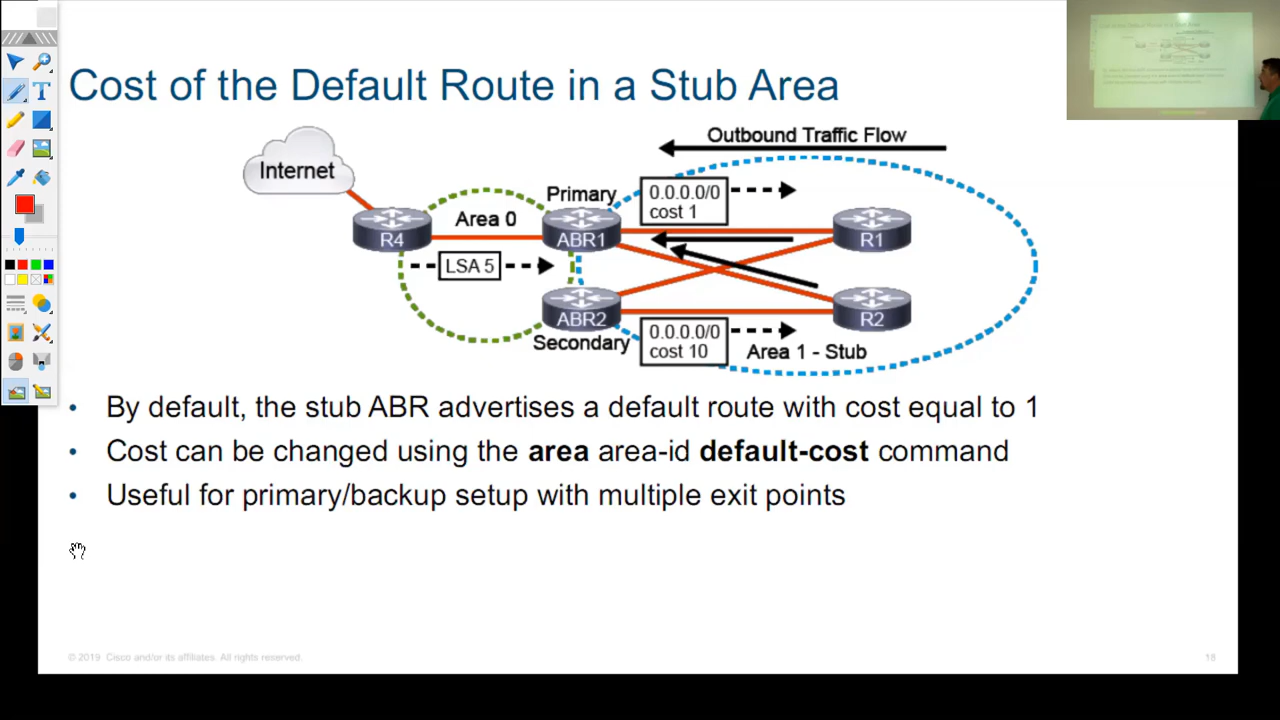 Cost of the Default Route in a Stub Area
Outbound Traffic Flow
Internet
Primary
0.0.0.0/0
cost 1
Area 0
R4
ABR1
R1
LSA 5
ABR2
R2
Secondary
0.0.0.0/0
cost 10
Area 1 - Stub
• By default, the stub ABR advertises a default route with cost equal to 1
• Cost can be changed using the area area-id default-cost command
• Useful for primary/backup setup with multiple exit points
© 2019 Cisco and/or its affiliates. All rights reserved.
18